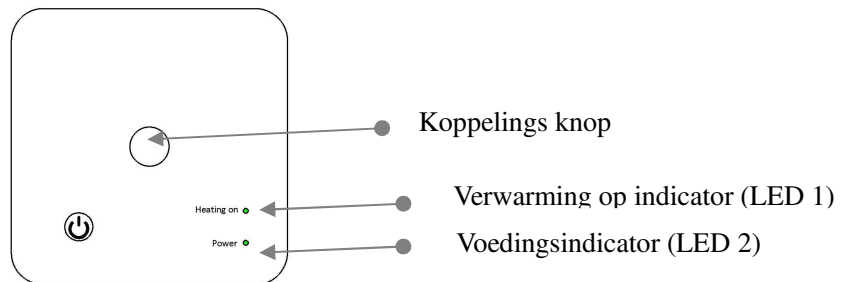 Koppelings knop
Heating on
Verwarming op indicator (LED 1)
Power
Voedingsindicator (LED 2)